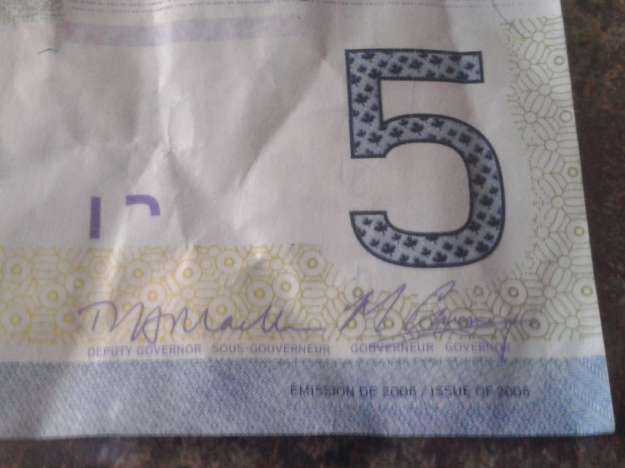 5
DEPUTY GOVERNOR SOUS-GOUVERNEUR GOUVERNEUR GOVERNOR
ÉMISSION DE 2006 / ISSUE OF 2006